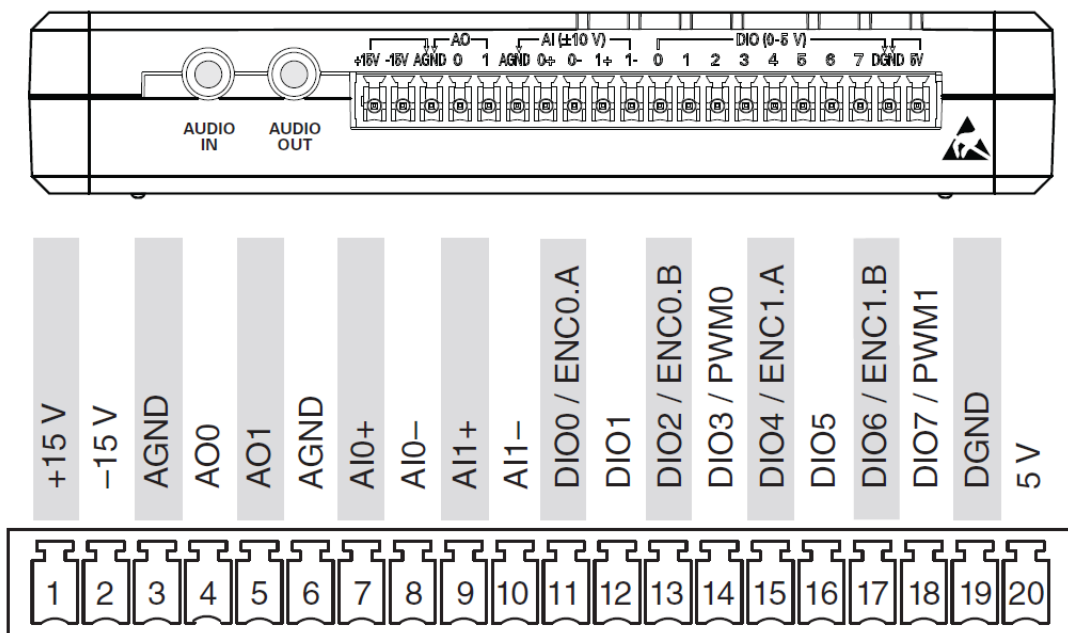 AO AI (±10 V) DIO (0-5 V)
+15V -15V AGND 0 1 AGND 0+ 0- 1+ 1- 0 1 2 3 4 5 6 7 DGND 5V
AUDIO IN
AUDIO OUT
+15 V
–15 V
AGND
AO0
AO1
AGND
AI0+
AI0–
AI1+
AI1–
DIO0 / ENC0.A
DIO1
DIO2 / ENC0.B
DIO3 / PWM0
DIO4 / ENC1.A
DIO5
DIO6 / ENC1.B
DIO7 / PWM1
DGND
5 V
1 2 3 4 5 6 7 8 9 10 11 12 13 14 15 16 17 18 19 20